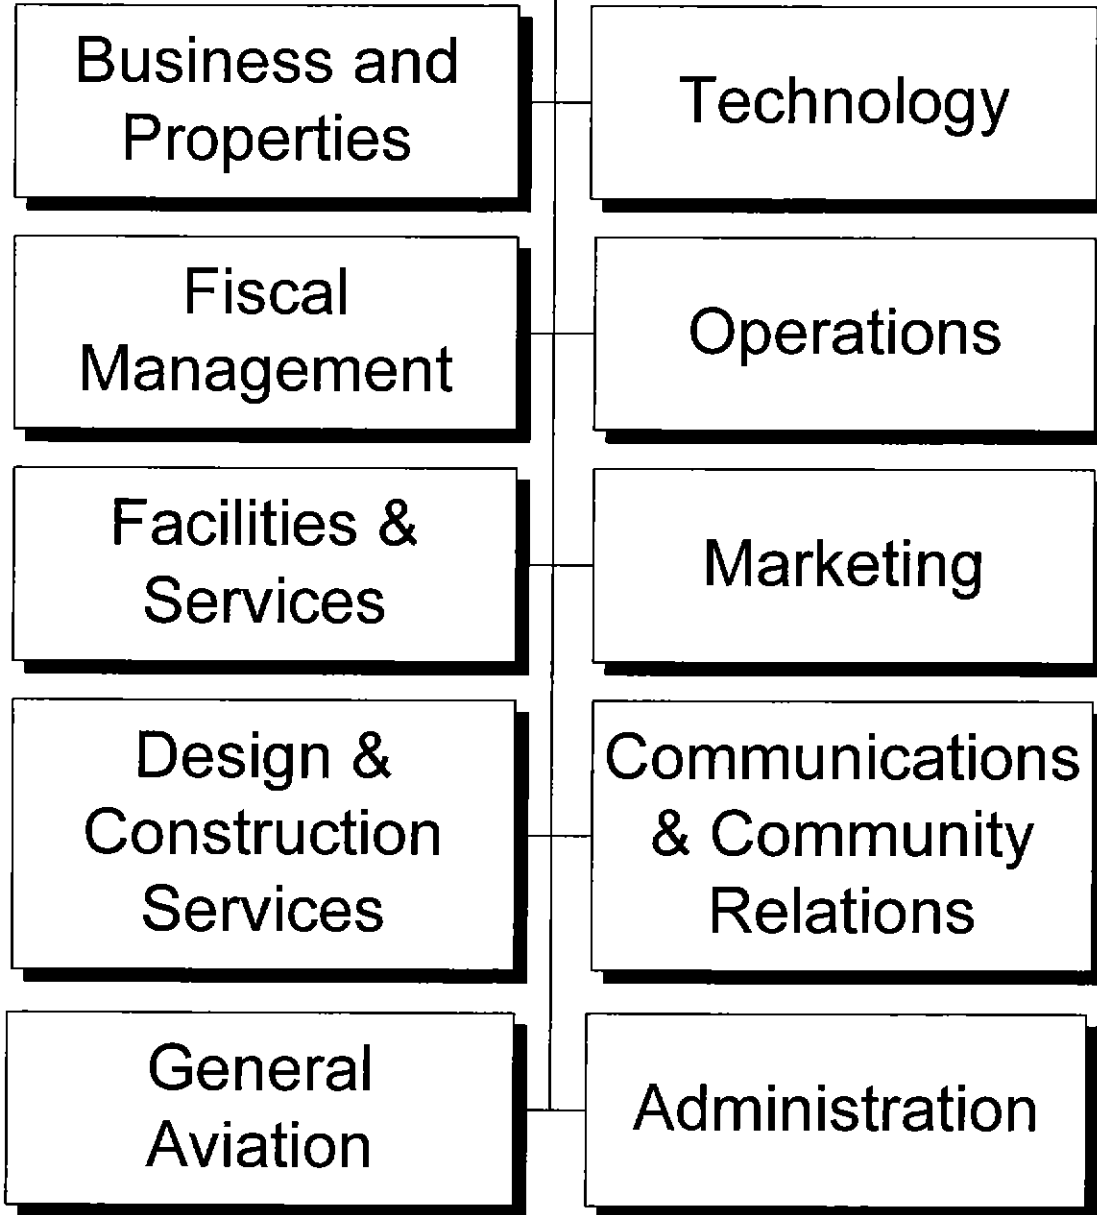 Business and
Properties
Technology
Fiscal
Management
Operations
Facilities &
Services
Marketing
Design &
Construction
Services
Communications
& Community
Relations
General
Aviation
Administration